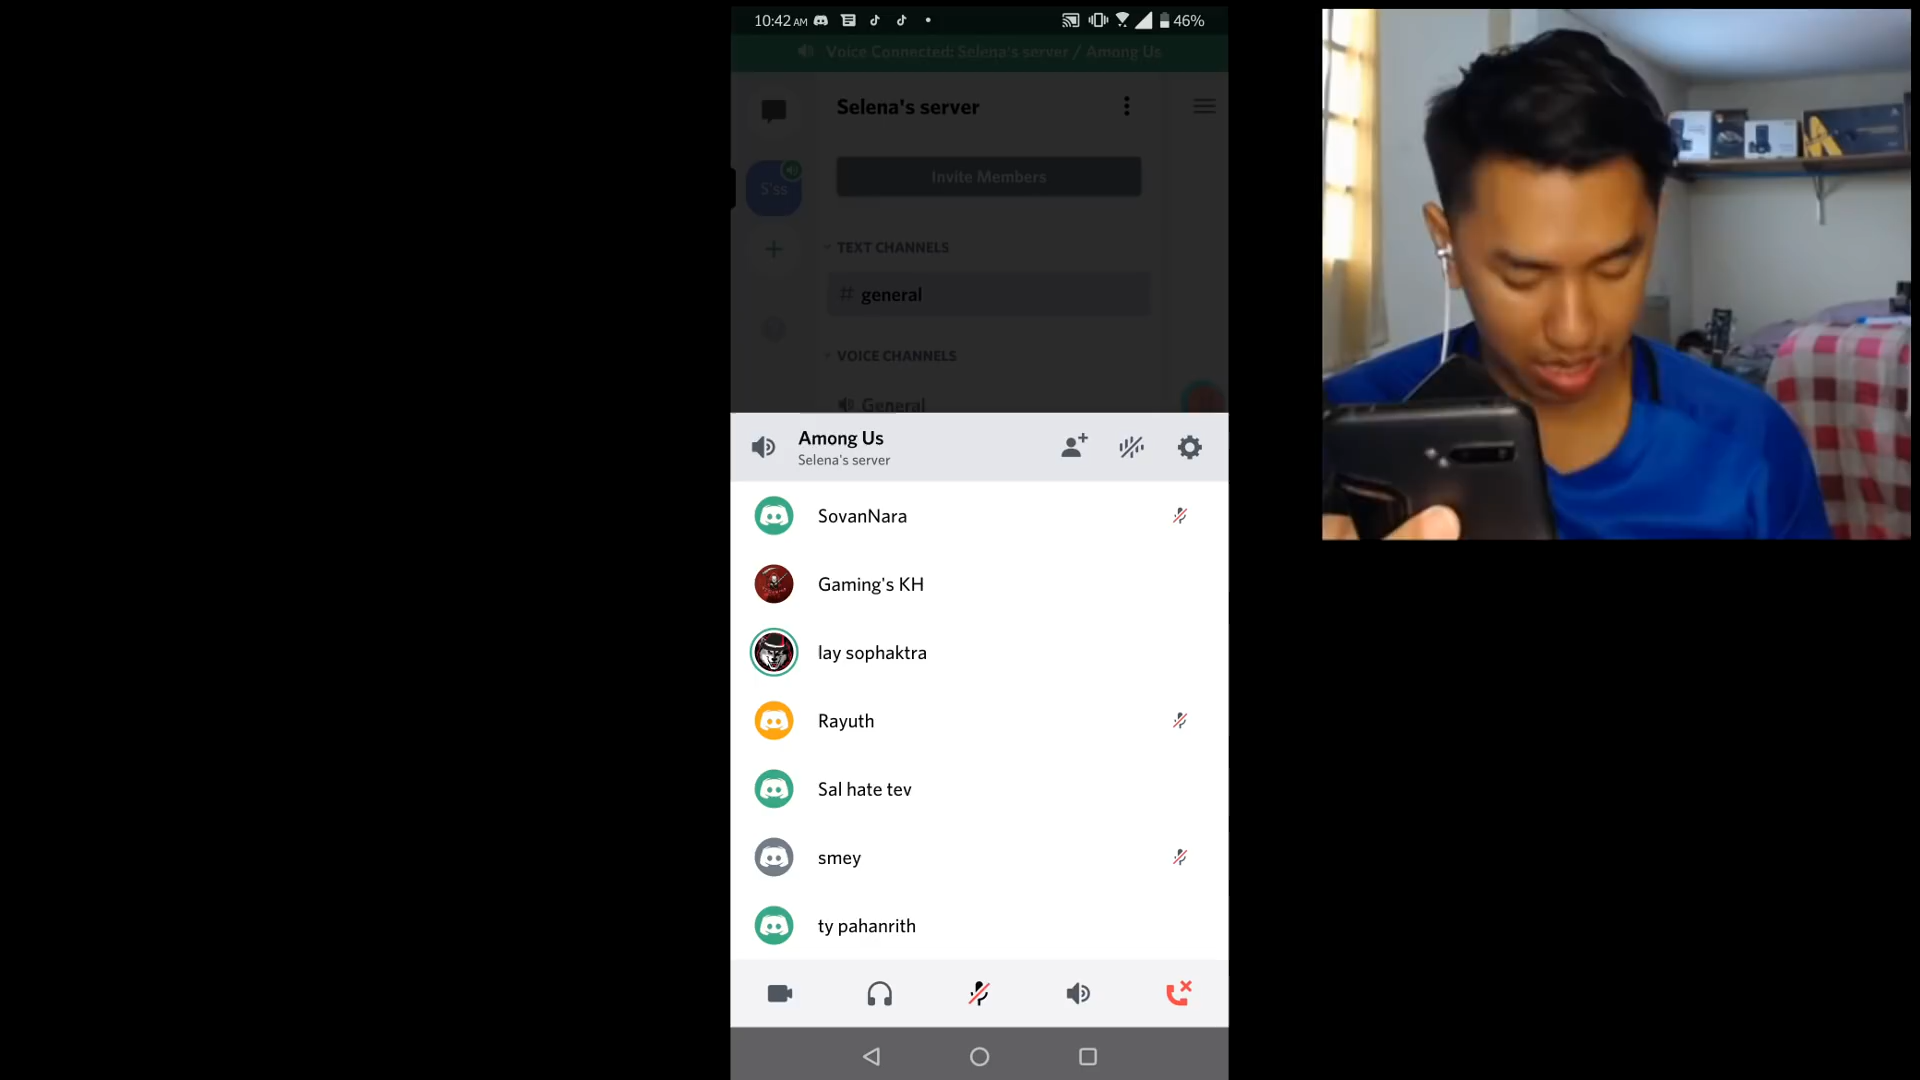 10:42 AM
46%
Voice Connected: Selena's server / Among Us
Selena's server
S'ss
Invite Members
TEXT CHANNELS
# general
VOICE CHANNELS
General
Among Us
Selena's server
SovanNara
Gaming's KH
lay sophaktra
Rayuth
Sal hate tev
smey
ty pahanrith